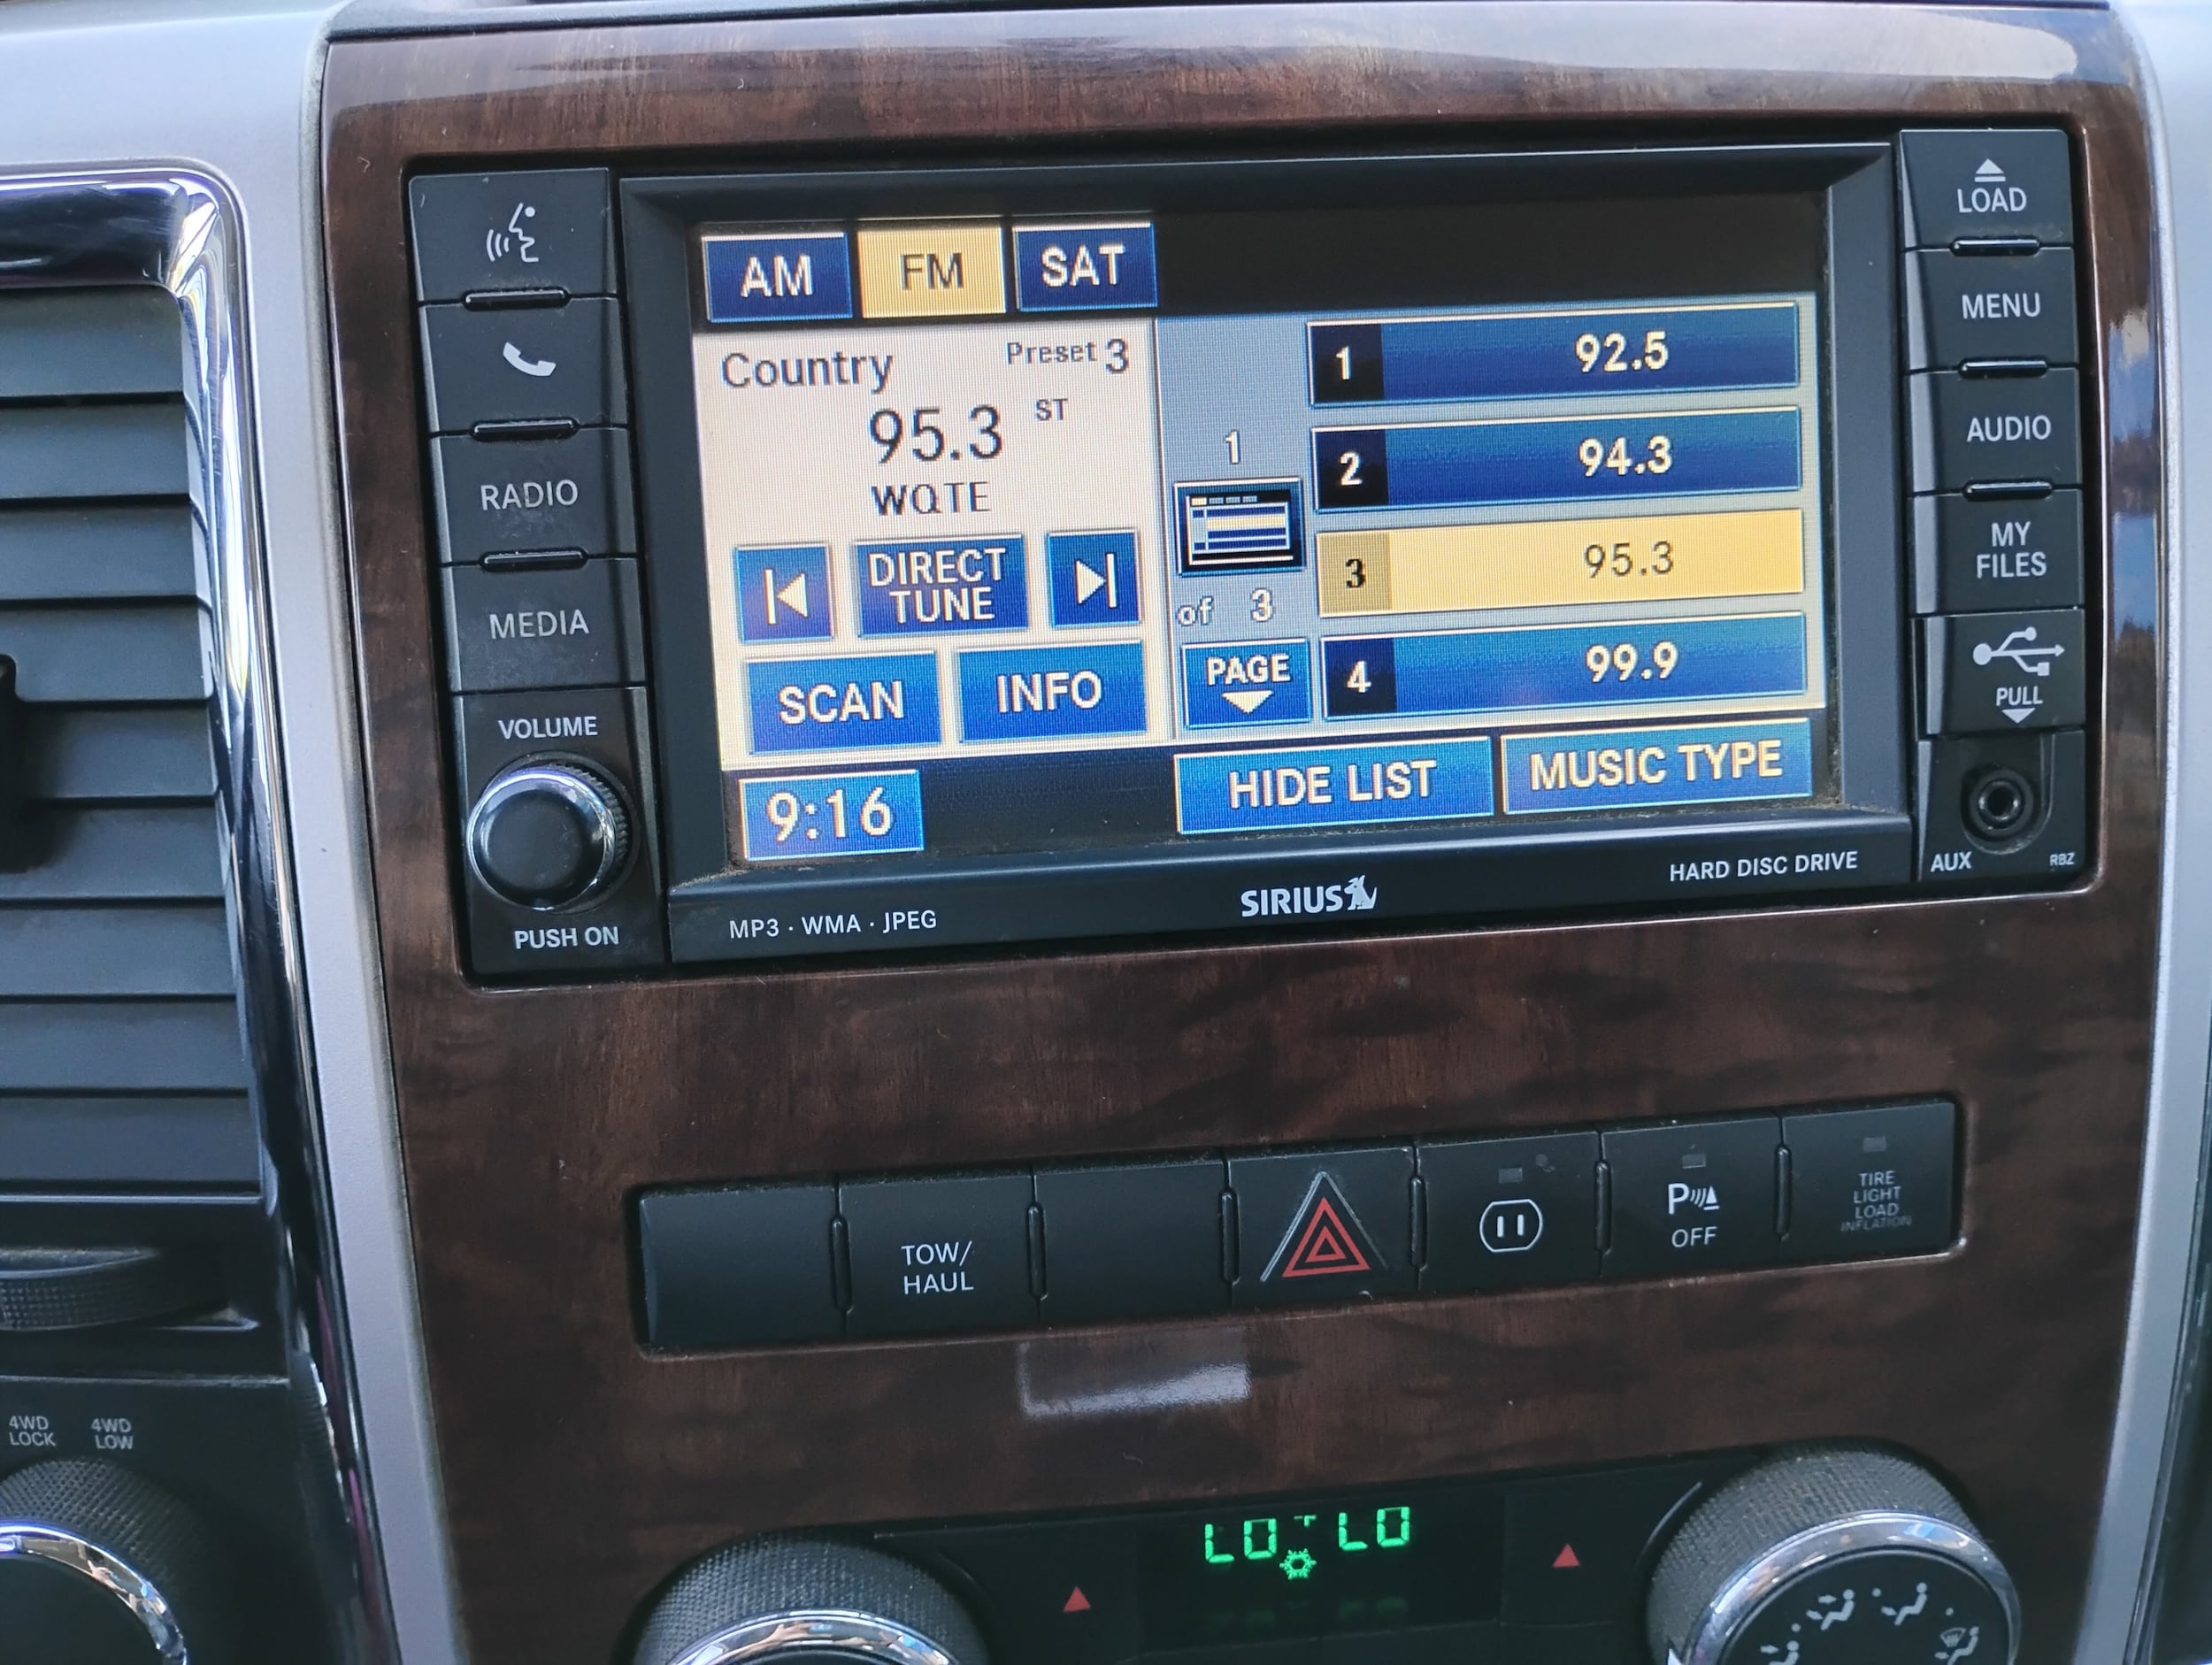 LOAD
MENU
AUDIO
MY
FILES
PULL
AUX
RBZ
RADIO
MEDIA
VOLUME
PUSH ON
AM
FM
SAT
Country
Preset 3
95.3 ST
WQTE
DIRECT
TUNE
SCAN
INFO
9:16
1
of 3
PAGE
1 92.5
2 94.3
3 95.3
4 99.9
HIDE LIST
MUSIC TYPE
MP3 · WMA · JPEG
SIRIUS
HARD DISC DRIVE
TOW/
HAUL
P
OFF
TIRE
LIGHT
LOAD
INFLATION
4WD
LOCK
4WD
LOW
LO LO